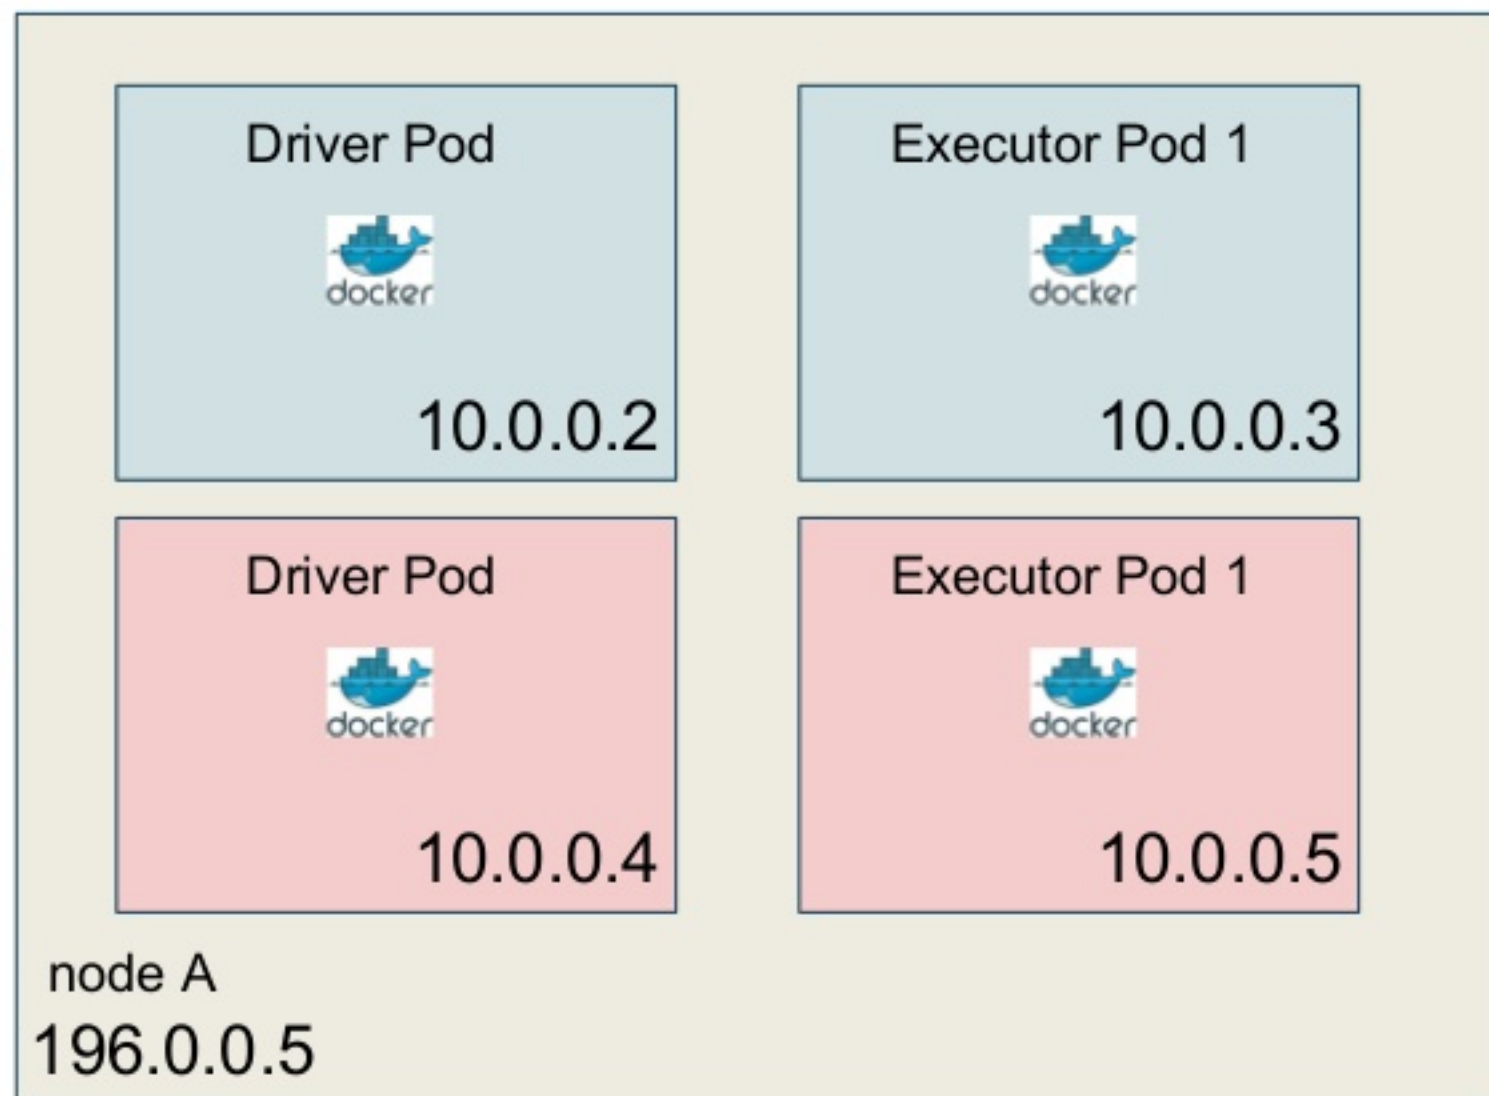 Driver Pod
docker
10.0.0.2
Executor Pod 1
docker
10.0.0.3
Driver Pod
docker
10.0.0.4
Executor Pod 1
docker
10.0.0.5
node A
196.0.0.5